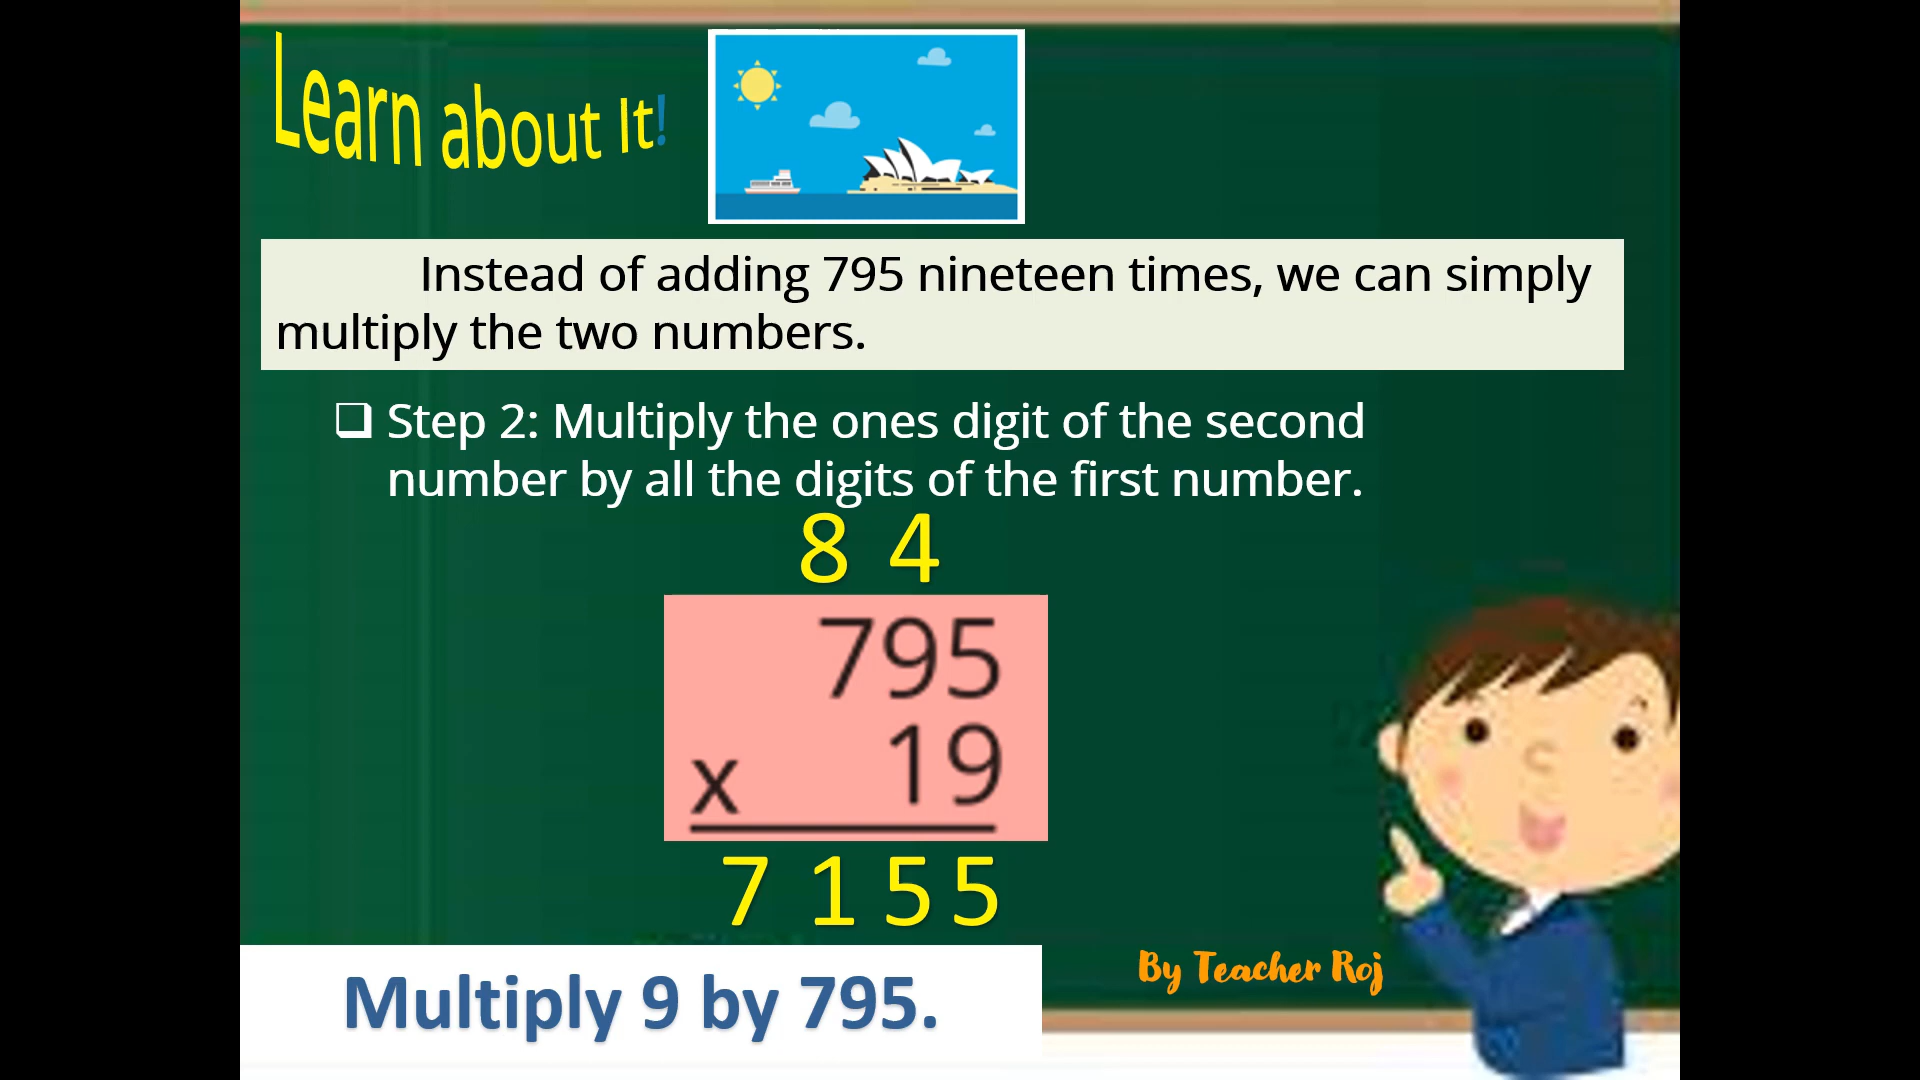 Learn about It!
Instead of adding 795 nineteen times, we can simply
multiply the two numbers.
Step 2: Multiply the ones digit of the second
number by all the digits of the first number.
8 4
795
x 19
7 1 5 5
Multiply 9 by 795.
By Teacher Roj